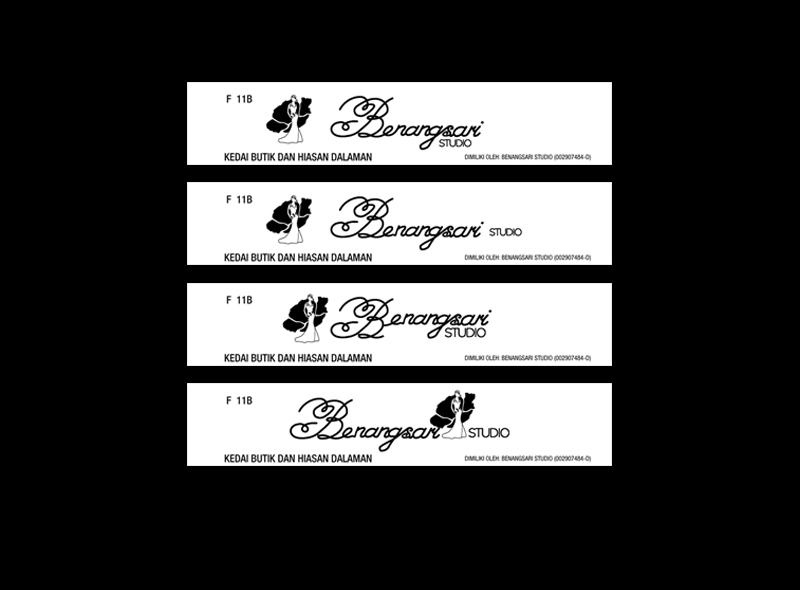 F 11B
Benangsari
STUDIO
KEDAI BUTIK DAN HIASAN DALAMAN DIMILIKI OLEH: BENANGSARI STUDIO (002907484-D)
F 11B
Benangsari STUDIO
KEDAI BUTIK DAN HIASAN DALAMAN DIMILIKI OLEH: BENANGSARI STUDIO (002907484-D)
F 11B
Benangsari
STUDIO
KEDAI BUTIK DAN HIASAN DALAMAN DIMILIKI OLEH: BENANGSARI STUDIO (002907484-D)
F 11B
Benangsari STUDIO
KEDAI BUTIK DAN HIASAN DALAMAN DIMILIKI OLEH: BENANGSARI STUDIO (002907484-D)